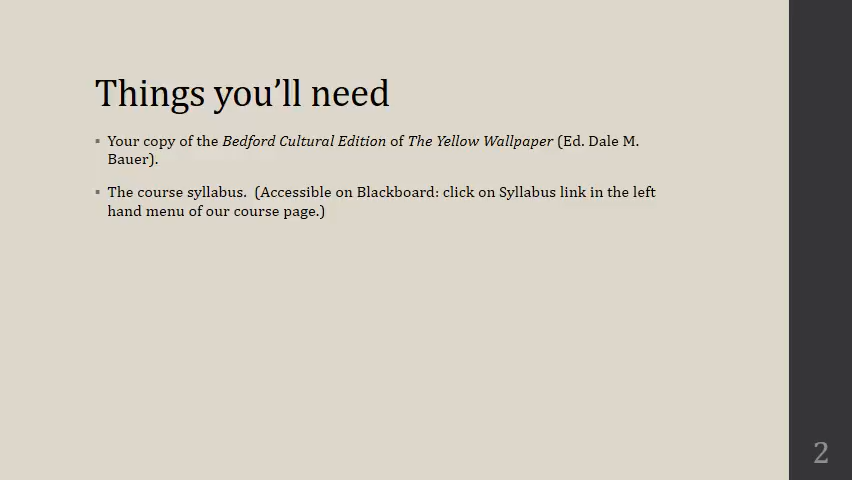 Things you’ll need
▪ Your copy of the Bedford Cultural Edition of The Yellow Wallpaper (Ed. Dale M.
Bauer).
▪ The course syllabus.  (Accessible on Blackboard: click on Syllabus link in the left
hand menu of our course page.)
2